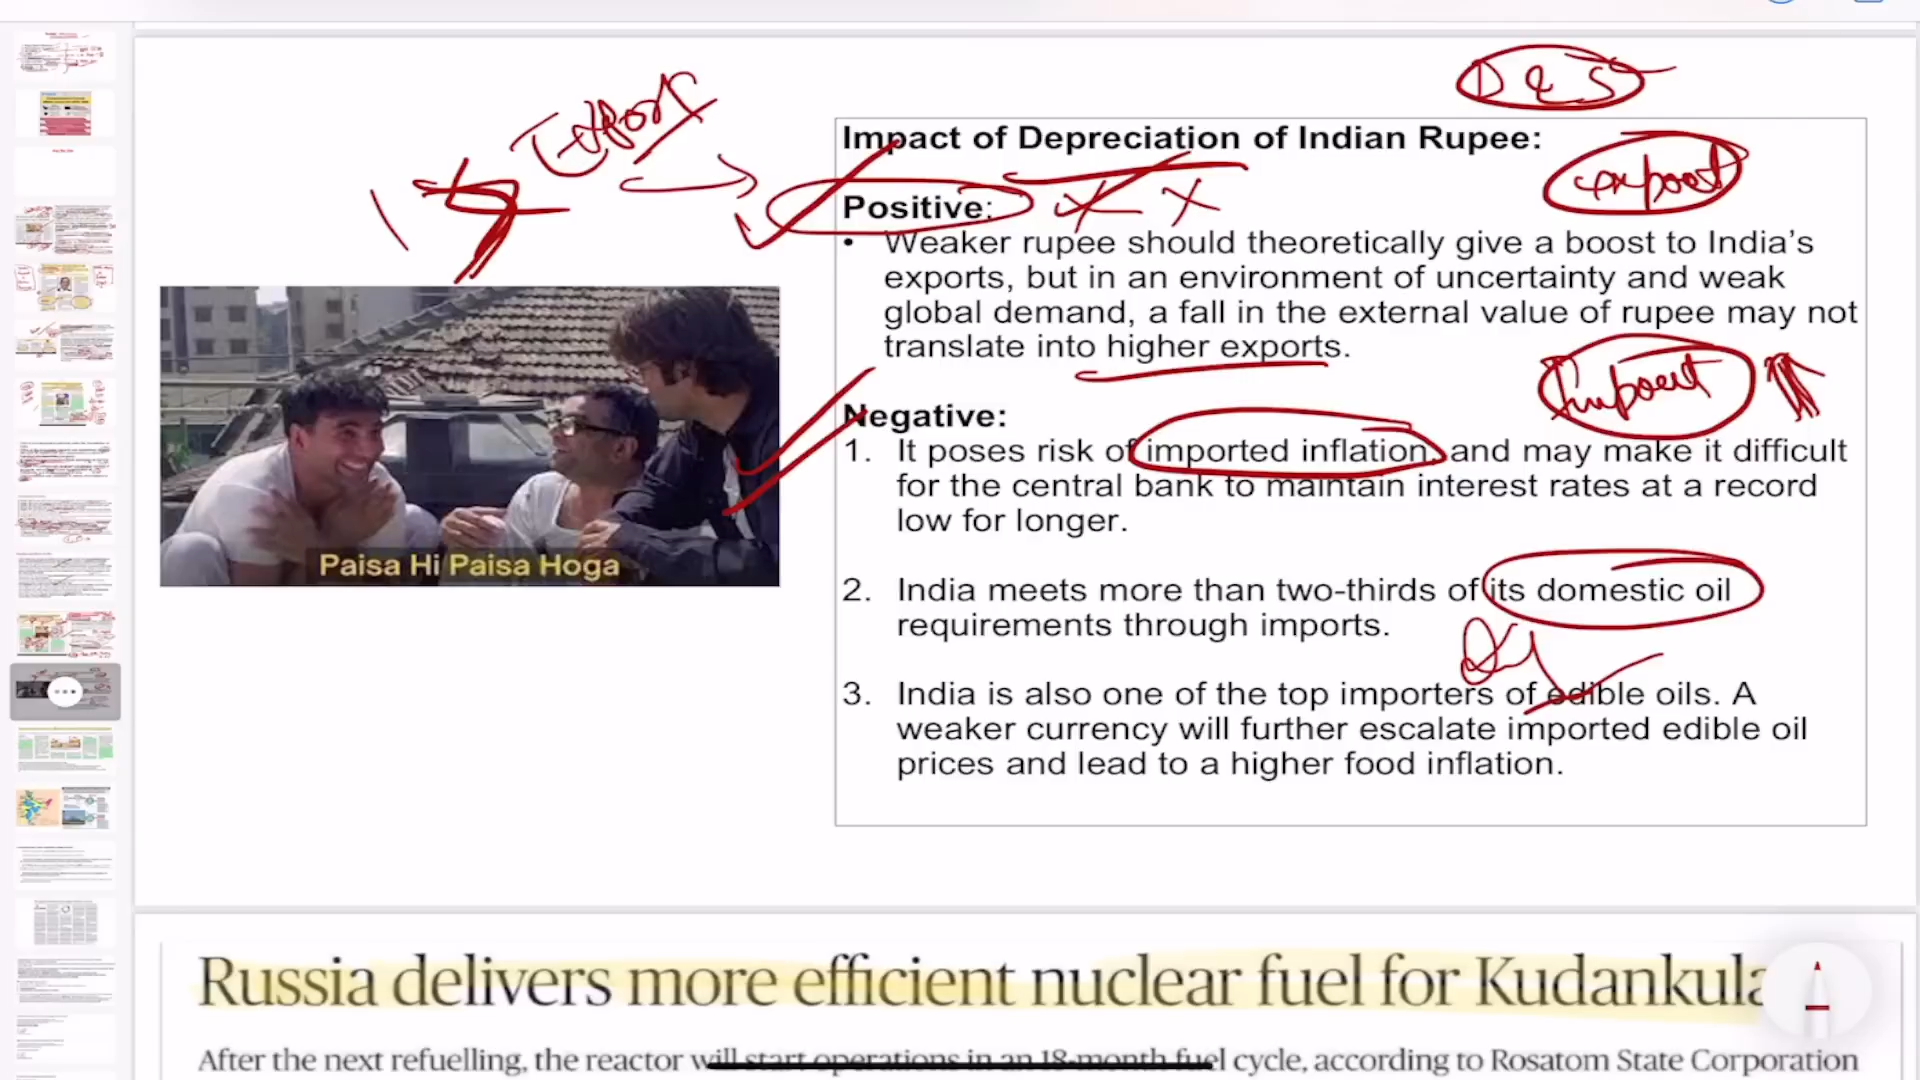 D & S
Export
Impact of Depreciation of Indian Rupee:
export
Positive:
• Weaker rupee should theoretically give a boost to India's
exports, but in an environment of uncertainty and weak
global demand, a fall in the external value of rupee may not
translate into higher exports.
Import
Negative:
1. It poses risk of imported inflation, and may make it difficult
for the central bank to maintain interest rates at a record
low for longer.
Paisa Hi Paisa Hoga
2. India meets more than two-thirds of its domestic oil
requirements through imports.
3. India is also one of the top importers of edible oils. A
weaker currency will further escalate imported edible oil
prices and lead to a higher food inflation.
Russia delivers more efficient nuclear fuel for
After the next refuelling, the reactor will start operations in an 18-month fuel cycle, according to Rosatom State Corporation